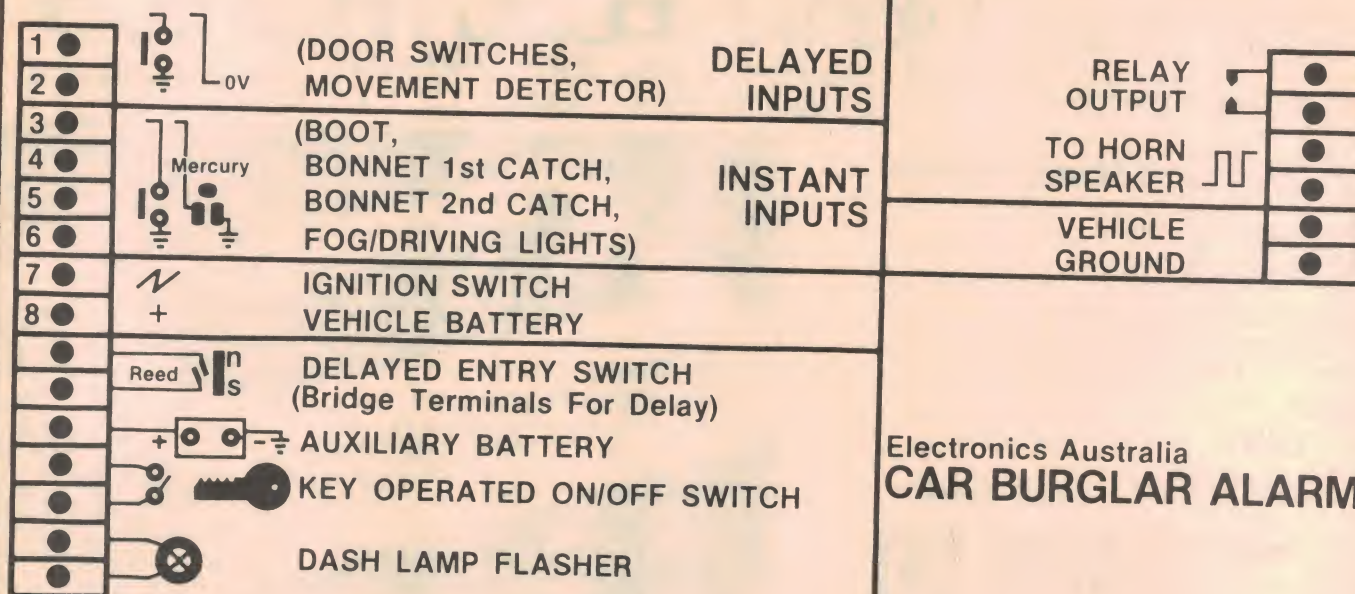 1
2
0V
(DOOR SWITCHES,
MOVEMENT DETECTOR)
DELAYED
INPUTS
3
4
5
6
Mercury
(BOOT,
BONNET 1st CATCH,
BONNET 2nd CATCH,
FOG/DRIVING LIGHTS)
INSTANT
INPUTS
7
IGNITION SWITCH
8
+
VEHICLE BATTERY
Reed
n
s
DELAYED ENTRY SWITCH
(Bridge Terminals For Delay)
+ -
AUXILIARY BATTERY
KEY OPERATED ON/OFF SWITCH
DASH LAMP FLASHER
RELAY
OUTPUT
TO HORN
SPEAKER
VEHICLE
GROUND
Electronics Australia
CAR BURGLAR ALARM